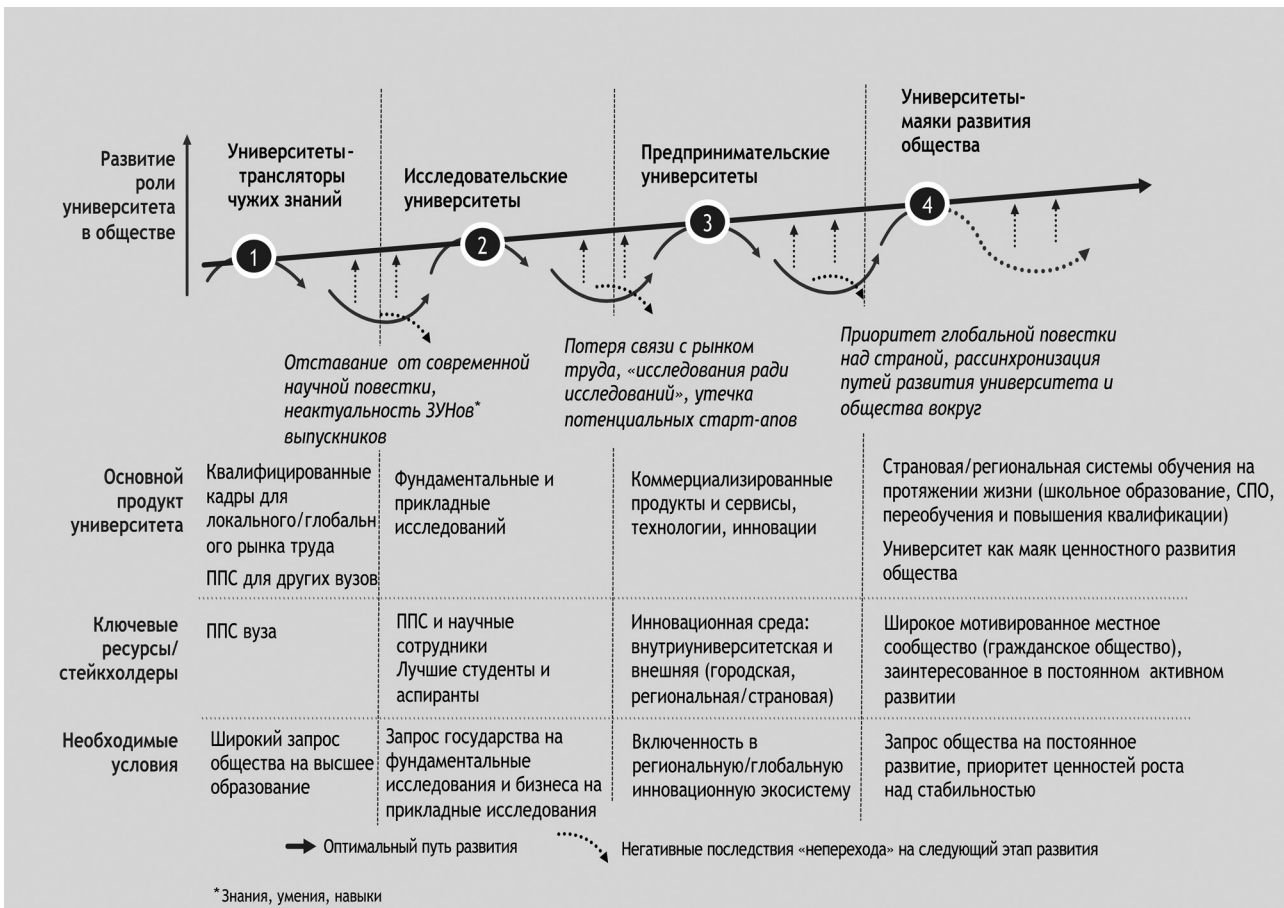 Развитие
роли
университета
в обществе
Университеты-
трансляторы
чужих знаний
Исследовательские
университеты
Предпринимательские
университеты
Университеты-
маяки развития
общества
1
2
3
4
Отставание от современной
научной повестки,
неактуальность ЗУНов*
выпускников
Потеря связи с рынком
труда, «исследования ради
исследований», утечка
потенциальных старт-апов
Приоритет глобальной повестки
над страной, рассинхронизация
путей развития университета и
общества вокруг
Основной
продукт
университета
Квалифицированные
кадры для
локального/глобальн
ого рынка труда
ППС для других вузов
Фундаментальные и
прикладные
исследований
Коммерциализированные
продукты и сервисы,
технологии, инновации
Страновая/региональная системы обучения на
протяжении жизни (школьное образование, СПО,
переобучения и повышения квалификации)
Университет как маяк ценностного развития
общества
Ключевые
ресурсы/
стейкхолдеры
ППС вуза
ППС и научные
сотрудники
Лучшие студенты и
аспиранты
Инновационная среда:
внутриуниверситетская и
внешняя (городская,
региональная/страновая)
Широкое мотивированное местное
сообщество (гражданское общество),
заинтересованное в постоянном активном
развитии
Необходимые
условия
Широкий запрос
общества на высшее
образование
Запрос государства на
фундаментальные
исследования и бизнеса на
прикладные исследования
Включенность в
региональную/глобальную
инновационную экосистему
Запрос общества на постоянное
развитие, приоритет ценностей роста
над стабильностью
Оптимальный путь развития
Негативные последствия «неперехода» на следующий этап развития
*Знания, умения, навыки